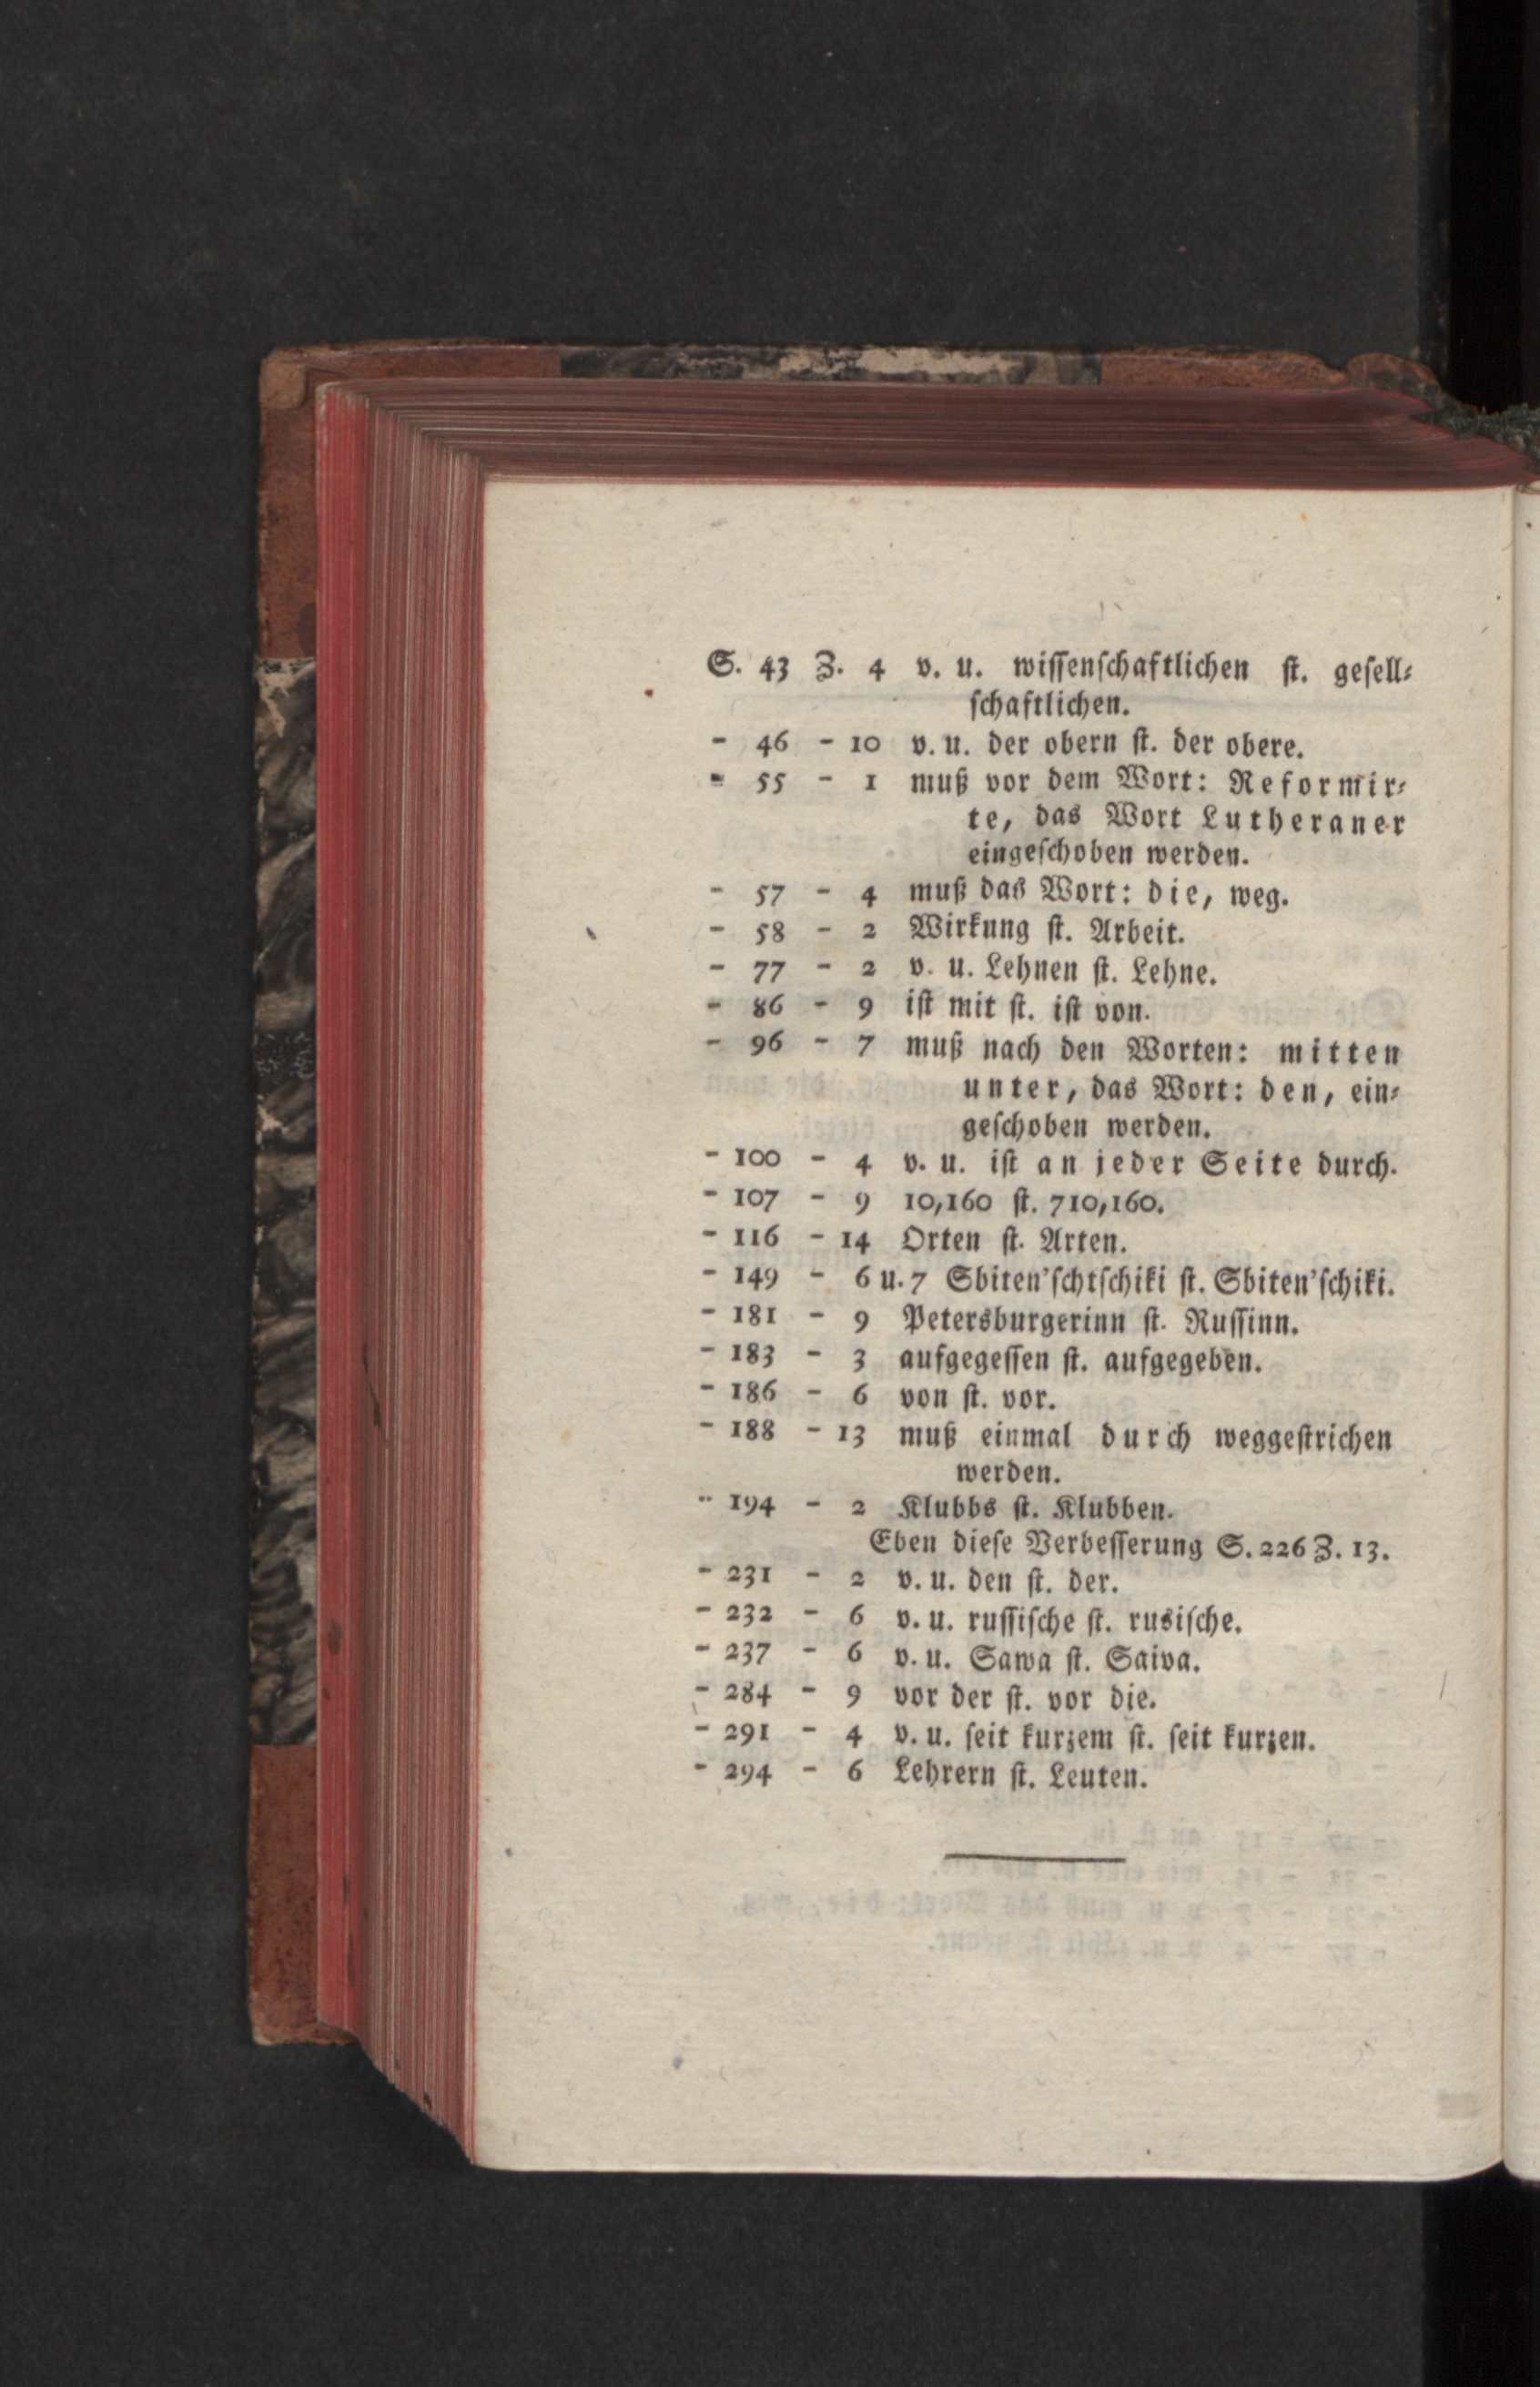 S. 43 Z. 4 v. u. wiſſenſchaftlichen ſt. geſell⸗
ſchaftlichen.
- 46 - 10 v. u. der obern ſt. der obere.
- 55 - 1 muß vor dem Wort: Reformir⸗
te, das Wort Lutheraner
eingeſchoben werden.
- 57 - 4 muß das Wort: die, weg.
- 58 - 2 Wirkung ſt. Arbeit.
- 77 - 2 v. u. Lehnen ſt. Lehne.
- 86 - 9 iſt mit ſt. iſt von.
- 96 - 7 muß nach den Worten: mitten
unter, das Wort: den, ein⸗
geſchoben werden.
- 100 - 4 v. u. iſt an jeder Seite durch.
- 107 - 9 10,160 ſt. 710,160.
- 116 - 14 Orten ſt. Arten.
- 149 - 6 u. 7 Sbiten'ſchtſchiki ſt. Sbiten'ſchiki.
- 181 - 9 Petersburgerinn ſt. Ruſſinn.
- 183 - 3 aufgegeſſen ſt. aufgegeben.
- 186 - 6 von ſt. vor.
- 188 - 13 muß einmal durch weggeſtrichen
werden.
- 194 - 2 Klubbs ſt. Klubben.
Eben dieſe Verbeſſerung S. 226 Z. 13.
- 231 - 2 v. u. den ſt. der.
- 232 - 6 v. u. ruſſiſche ſt. rusiſche.
- 237 - 6 v. u. Sawa ſt. Saiva.
- 284 - 9 vor der ſt. vor die.
- 291 - 4 v. u. ſeit kurzem ſt. ſeit kurzen.
- 294 - 6 Lehrern ſt. Leuten.